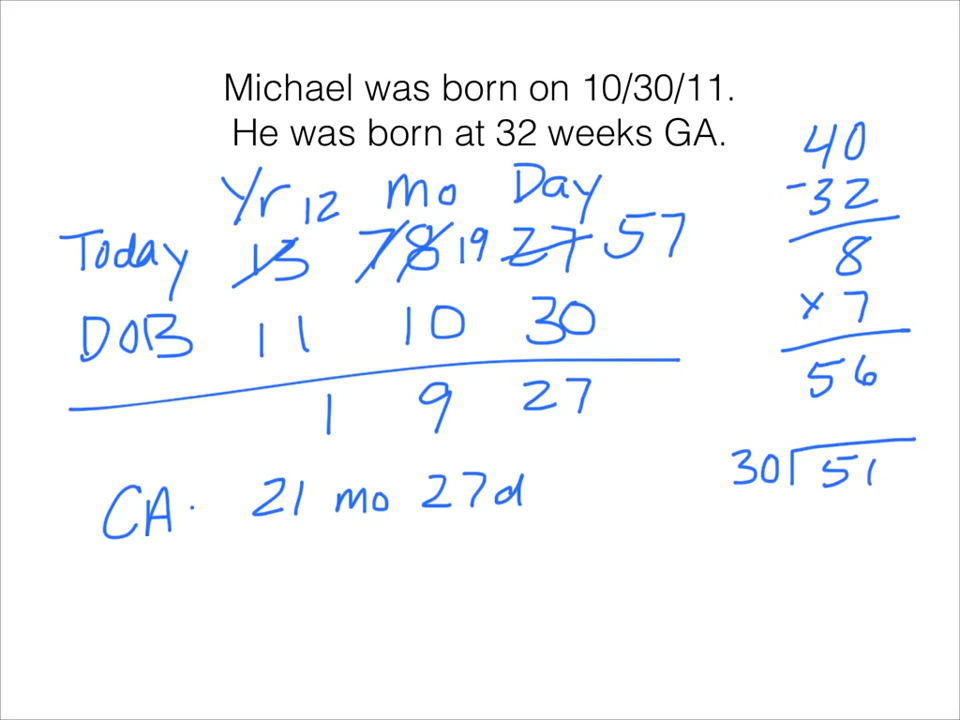 Michael was born on 10/30/11.
He was born at 32 weeks GA.
Yr Mo Day
12
Today 13 7 8 19 27 57
DOB 11 10 30
1 9 27
CA. 21 mo 27d
40
-32
8
x 7
56
30 51